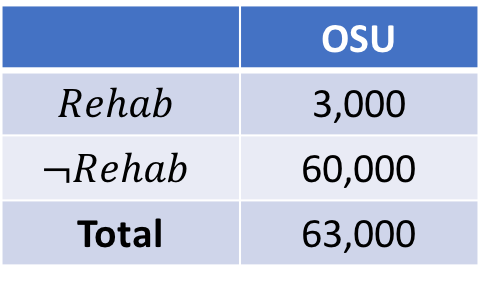 OSU
Rehab 3,000
¬Rehab 60,000
Total 63,000